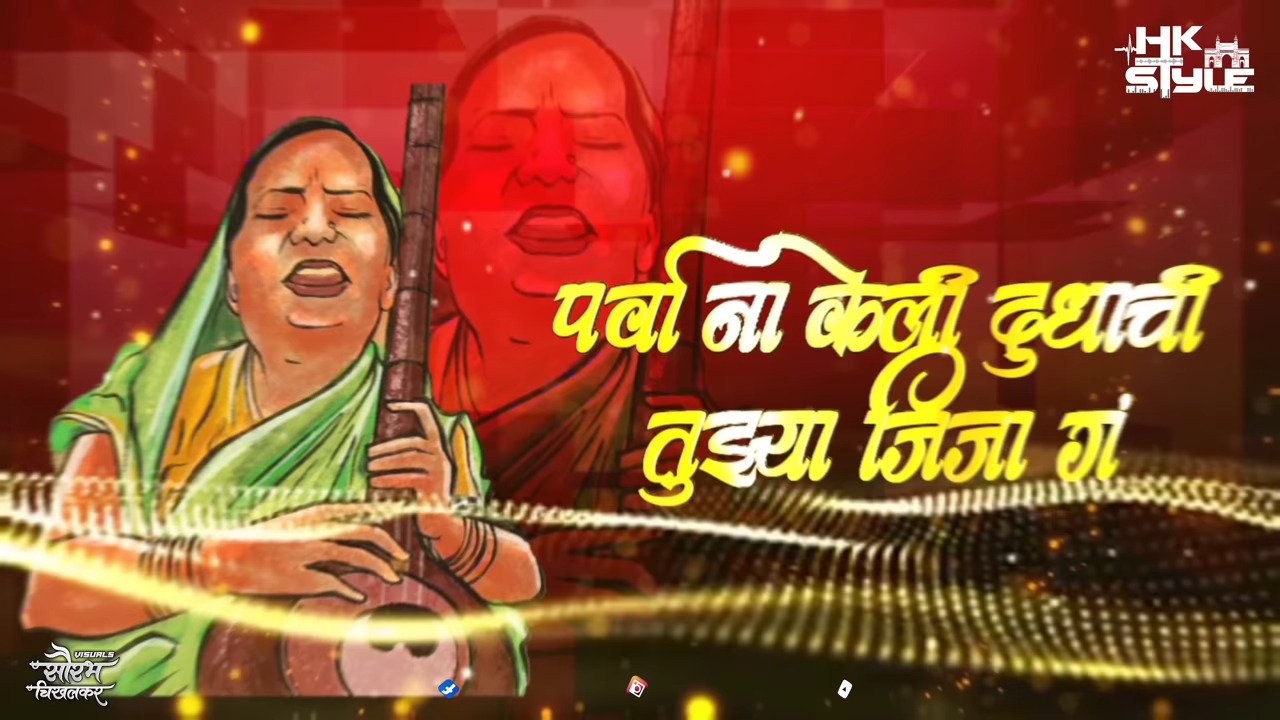 HK
STYLE
पर्वा ना केली दुधाची
तुझ्या जिजा गं
VISUALS
सौरभ
चिखलकर